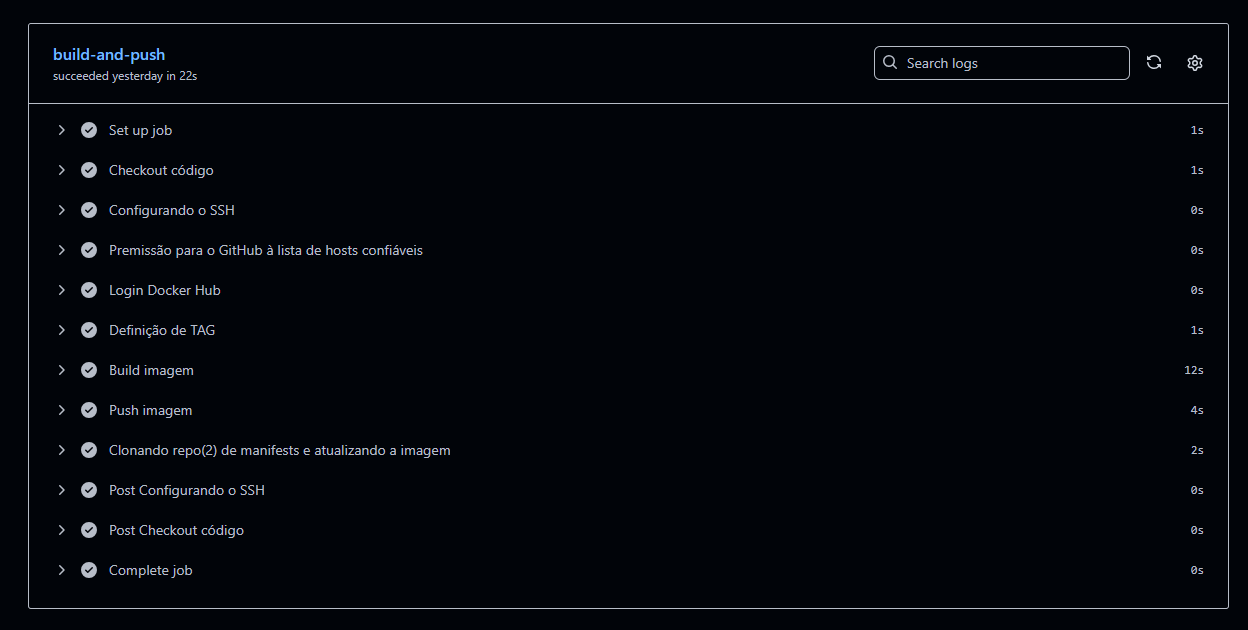 build-and-push
succeeded yesterday in 22s
Search logs
Set up job 1s
Checkout código 1s
Configurando o SSH 0s
Premissão para o GitHub à lista de hosts confiáveis 0s
Login Docker Hub 0s
Definição de TAG 1s
Build imagem 12s
Push imagem 4s
Clonando repo(2) de manifests e atualizando a imagem 2s
Post Configurando o SSH 0s
Post Checkout código 0s
Complete job 0s